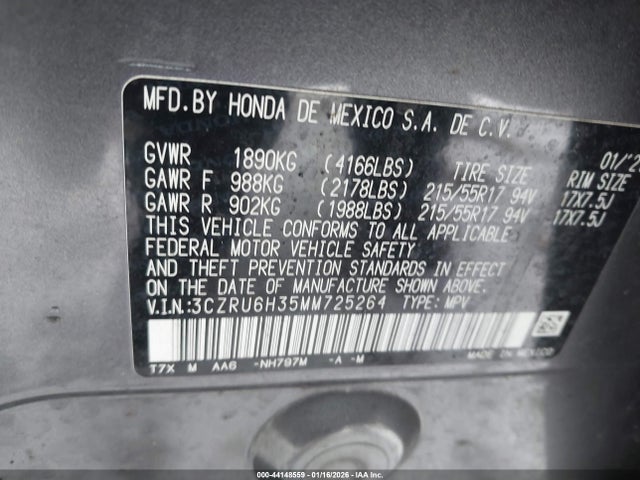 MFD.BY HONDA DE MEXICO S.A. DE C.V.
GVWR 1890KG (4166LBS) TIRE SIZE RIM SIZE
GAWR F 988KG (2178LBS) 215/55R17 94V 17X7.5J
GAWR R 902KG (1988LBS) 215/55R17 94V 17X7.5J
THIS VEHICLE CONFORMS TO ALL APPLICABLE
FEDERAL MOTOR VEHICLE SAFETY
AND THEFT PREVENTION STANDARDS IN EFFECT
ON THE DATE OF MANUFACTURE SHOWN ABOVE.
V.I.N:3CZRU6H35MM725264 TYPE: MPV
T7X M AA6 -NH797M -A -M
MADE IN MEXICO
000-44148559 | 01/16/2026 | IAA Inc.